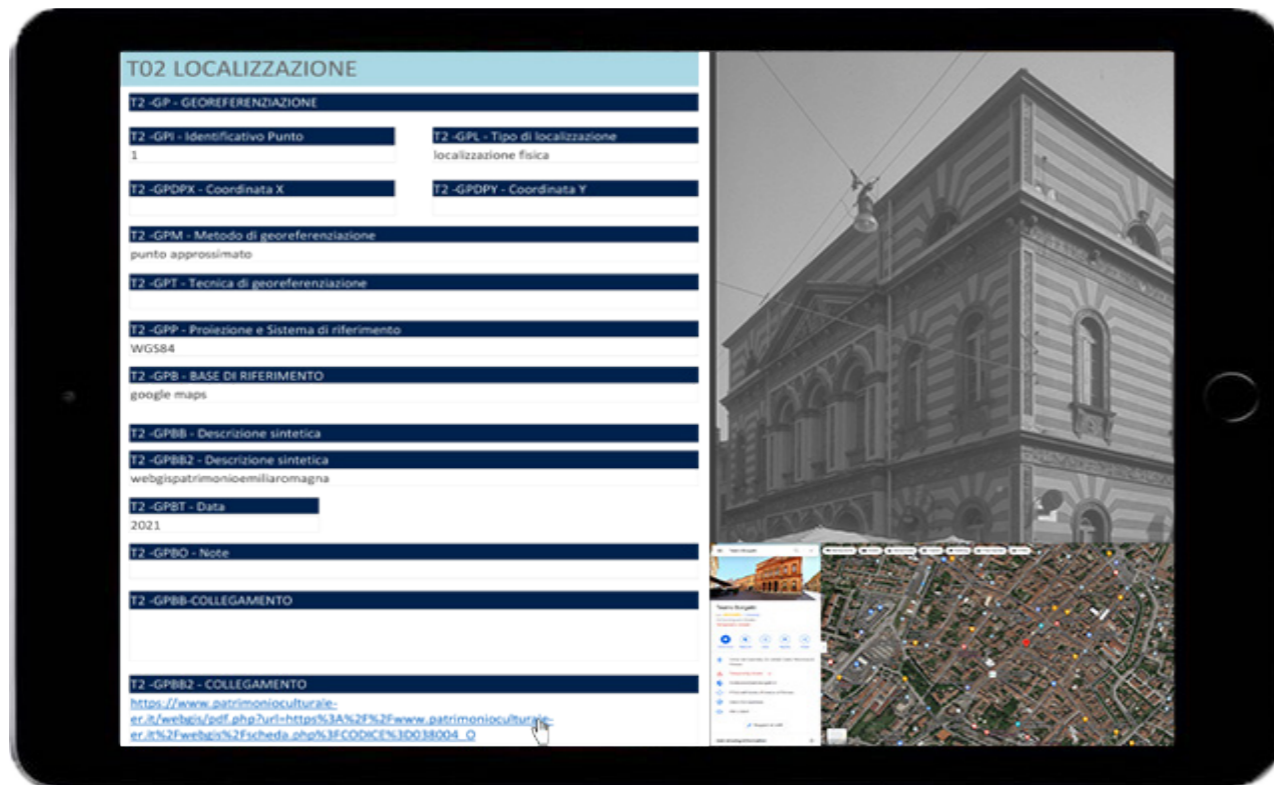 T02 LOCALIZZAZIONE
T2 -GP - GEOREFERENZIAZIONE
T2 -GPI - Identificativo Punto
1
T2 -GPL - Tipo di localizzazione
localizzazione fisica
T2 -GPDPX - Coordinata X
T2 -GPDPY - Coordinata Y
T2 -GPM - Metodo di georeferenziazione
punto approssimato
T2 -GPT - Tecnica di georeferenziazione
T2 -GPP - Proiezione e Sistema di riferimento
WGS84
T2 -GPB - BASE DI RIFERIMENTO
google maps
T2 -GPBB - Descrizione sintetica
T2 -GPBB2 - Descrizione sintetica
webgispatrimonioemiliaromagna
T2 -GPBT - Data
2021
T2 -GPBO - Note
T2 -GPBB-COLLEGAMENTO
T2 -GPBB2 - COLLEGAMENTO
https://www.patrimonioculturale-
er.it/webgis/pdf.php?url=https%3A%2F%2Fwww.patrimonioculturale-
er.it%2Fwebgis%2Fscheda.php%3FCODICE%3D038004_O
Teatro Borgatti